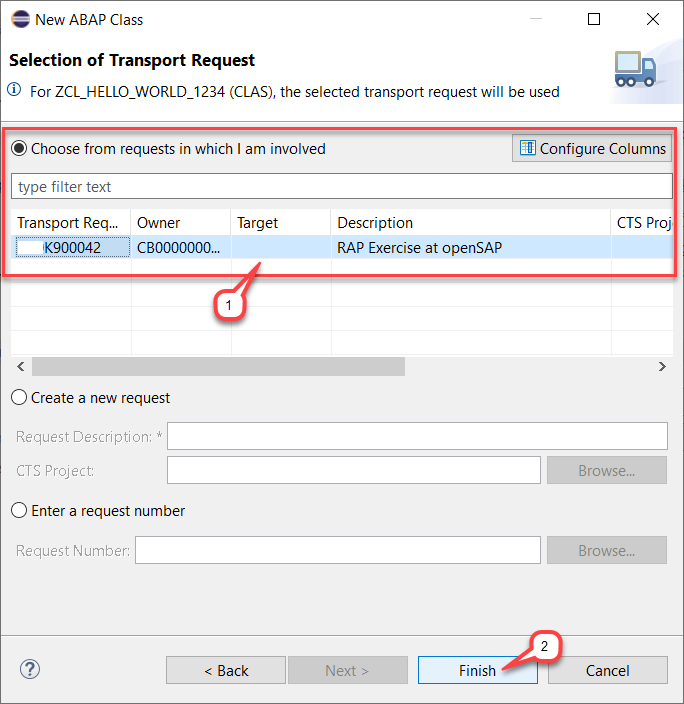 New ABAP Class
Selection of Transport Request
For ZCL_HELLO_WORLD_1234 (CLAS), the selected transport request will be used
Choose from requests in which I am involved
Configure Columns
type filter text
Transport Req... Owner Target Description CTS Proj
K900042 CB0000000... RAP Exercise at openSAP
1
Create a new request
Request Description: *
CTS Project:
Browse...
Enter a request number
Request Number:
Browse...
2
< Back Next > Finish Cancel